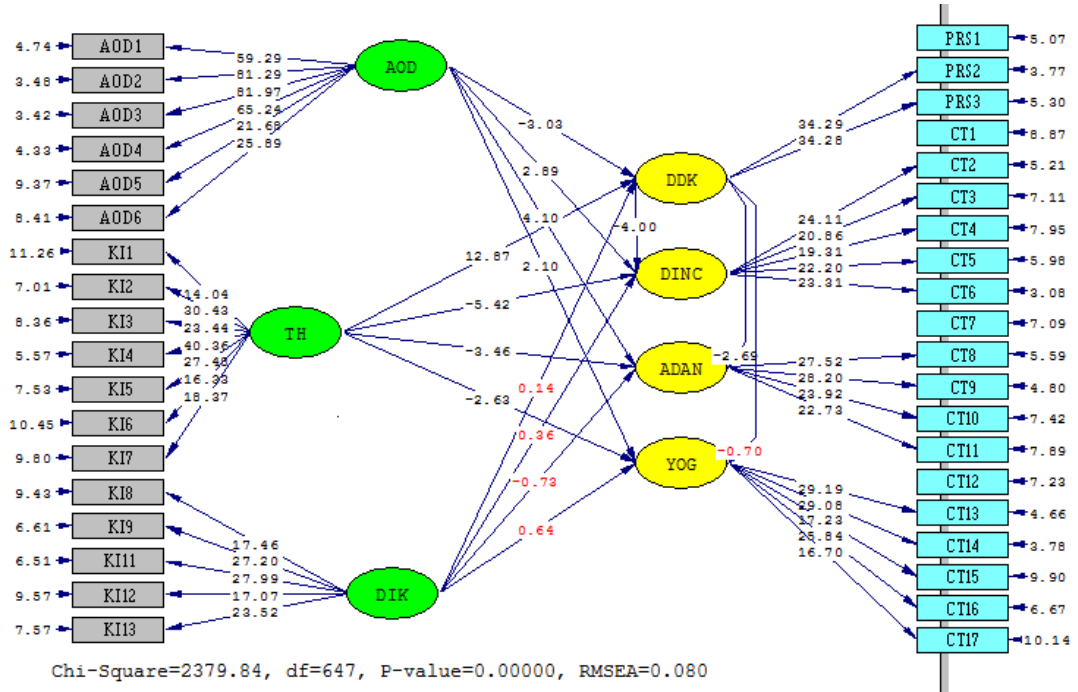 4.74 AOD1
3.48 AOD2
3.42 AOD3
4.33 AOD4
9.37 AOD5
8.41 AOD6
11.26 KI1
7.01 KI2
8.36 KI3
5.57 KI4
7.53 KI5
10.45 KI6
9.80 KI7
9.43 KI8
6.61 KI9
6.51 KI11
9.57 KI12
7.57 KI13
59.29
81.29
81.97
65.24
21.68
25.89
14.04
30.43
23.44
40.36
27.48
16.33
18.37
17.46
27.20
27.99
17.07
23.52
AOD
TH
DIK
-3.03
2.89
4.10
2.10
12.87
-5.42
-3.46
-2.63
0.14
0.36
-0.73
0.64
-4.00
-2.69
-0.70
DDK
DINC
ADAN
YOG
34.29
34.28
24.11
20.86
19.31
22.20
23.31
27.52
28.20
23.92
22.73
29.19
29.08
17.23
25.84
16.70
PRS1 5.07
PRS2 3.77
PRS3 5.30
CT1 8.87
CT2 5.21
CT3 7.11
CT4 7.95
CT5 5.98
CT6 3.08
CT7 7.09
CT8 5.59
CT9 4.80
CT10 7.42
CT11 7.89
CT12 7.23
CT13 4.66
CT14 3.78
CT15 9.90
CT16 6.67
CT17 10.14
Chi-Square=2379.84, df=647, P-value=0.00000, RMSEA=0.080